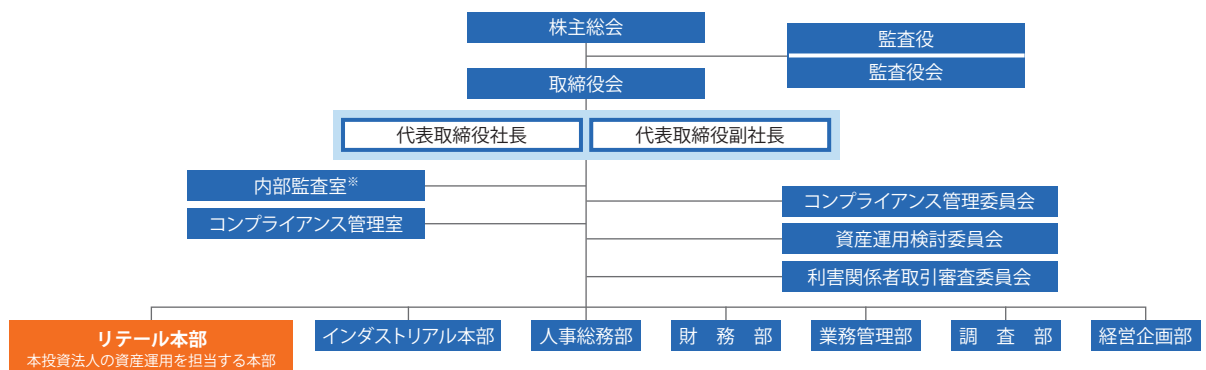 株主総会
監査役
監査役会
取締役会
代表取締役社長
代表取締役副社長
内部監査室※
コンプライアンス管理室
コンプライアンス管理委員会
資産運用検討委員会
利害関係者取引審査委員会
リテール本部
本投資法人の資産運用を担当する本部
インダストリアル本部
人事総務部
財 務 部
業務管理部
調 査 部
経営企画部